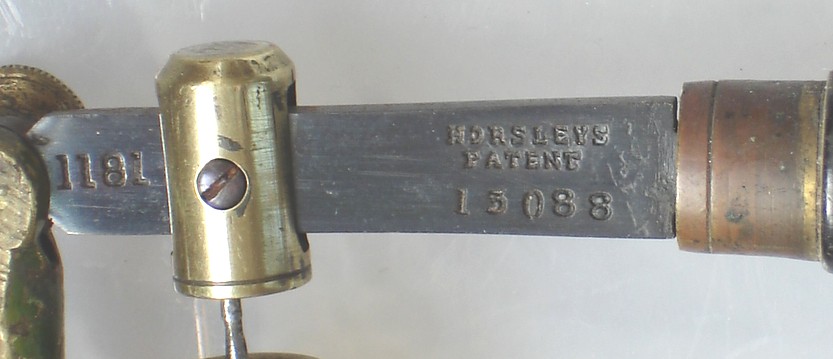 1181
HORSLEYS
PATENT
13088